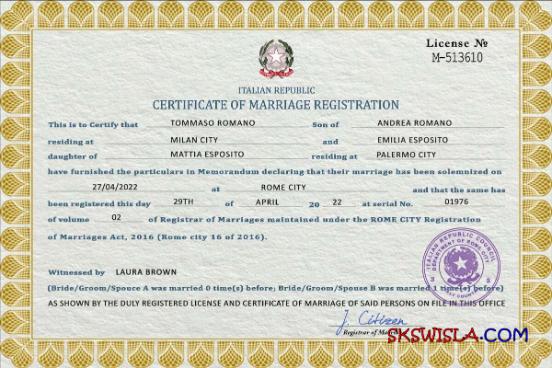 License №
M-513610
ITALIAN REPUBLIC
CERTIFICATE OF MARRIAGE REGISTRATION
This is to Certify that TOMMASO ROMANO Son of ANDREA ROMANO
residing at MILAN CITY and EMILIA ESPOSITO
daughter of MATTIA ESPOSITO residing at PALERMO CITY
have furnished the particulars in Memorandum declaring that their marriage has been solemnized on
27/04/2022 at ROME CITY and that the same has
been registered this day 29TH of APRIL 20 22 at serial No. 01976
of volume 02 of Registrar of Marriages maintained under the ROME CITY Registration
of Marriages Act, 2016 (Rome city 16 of 2016).
ITALIAN REPUBLIC COUNCIL
DEPARTMENT OF ROME CITY
Witnessed by LAURA BROWN
(Bride/Groom/Spouce A was married 0 time(s) before; Bride/Groom/Spouse B was married 1 time(s) before)
AS SHOWN BY THE DULY REGISTERED LICENSE AND CERTIFICATE OF MARRIAGE OF SAID PERSONS ON FILE IN THIS OFFICE
J. Citizen
Registrar of
SKSWISLA.COM